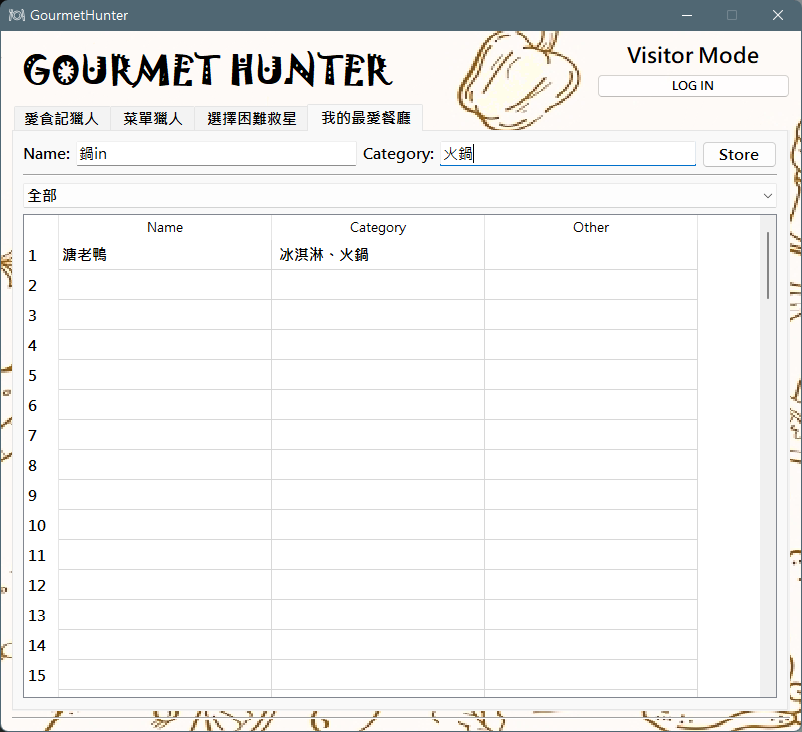 GourmetHunter
GOURMET HUNTER
Visitor Mode
LOG IN
愛食記獵人 菜單獵人 選擇困難救星 我的最愛餐廳
Name: 鍋in Category: 火鍋 Store
全部
Name Category Other
1 溏老鴨 冰淇淋、火鍋
2
3
4
5
6
7
8
9
10
11
12
13
14
15